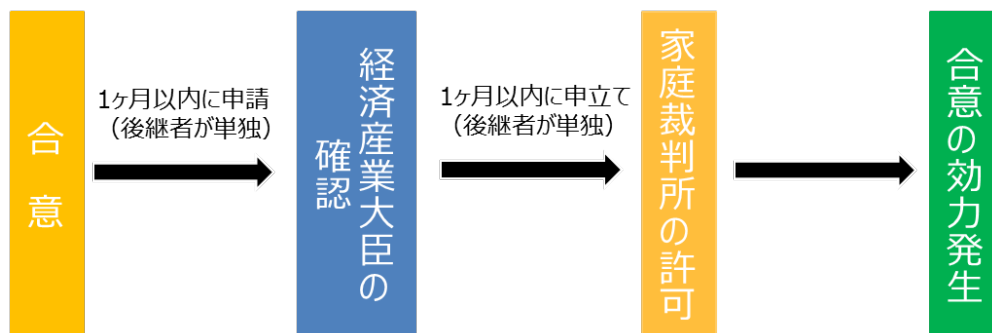 合意
1ヶ月以内に申請
（後継者が単独）
経済産業大臣の
確認
1ヶ月以内に申立て
（後継者が単独）
家庭裁判所の許可
合意の効力発生